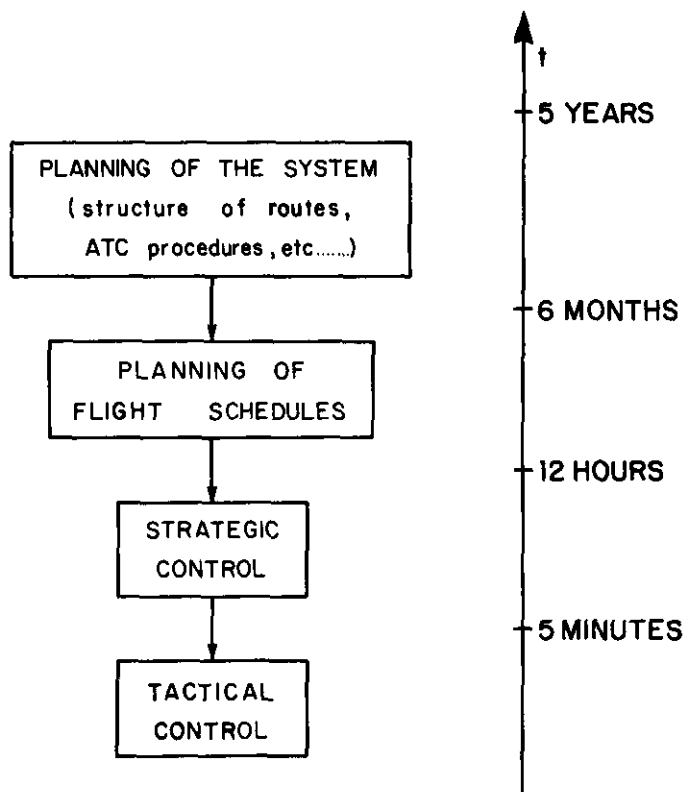 t
5 YEARS
PLANNING OF THE SYSTEM
(structure of routes,
ATC procedures, etc......)
6 MONTHS
PLANNING OF
FLIGHT SCHEDULES
12 HOURS
STRATEGIC
CONTROL
5 MINUTES
TACTICAL
CONTROL